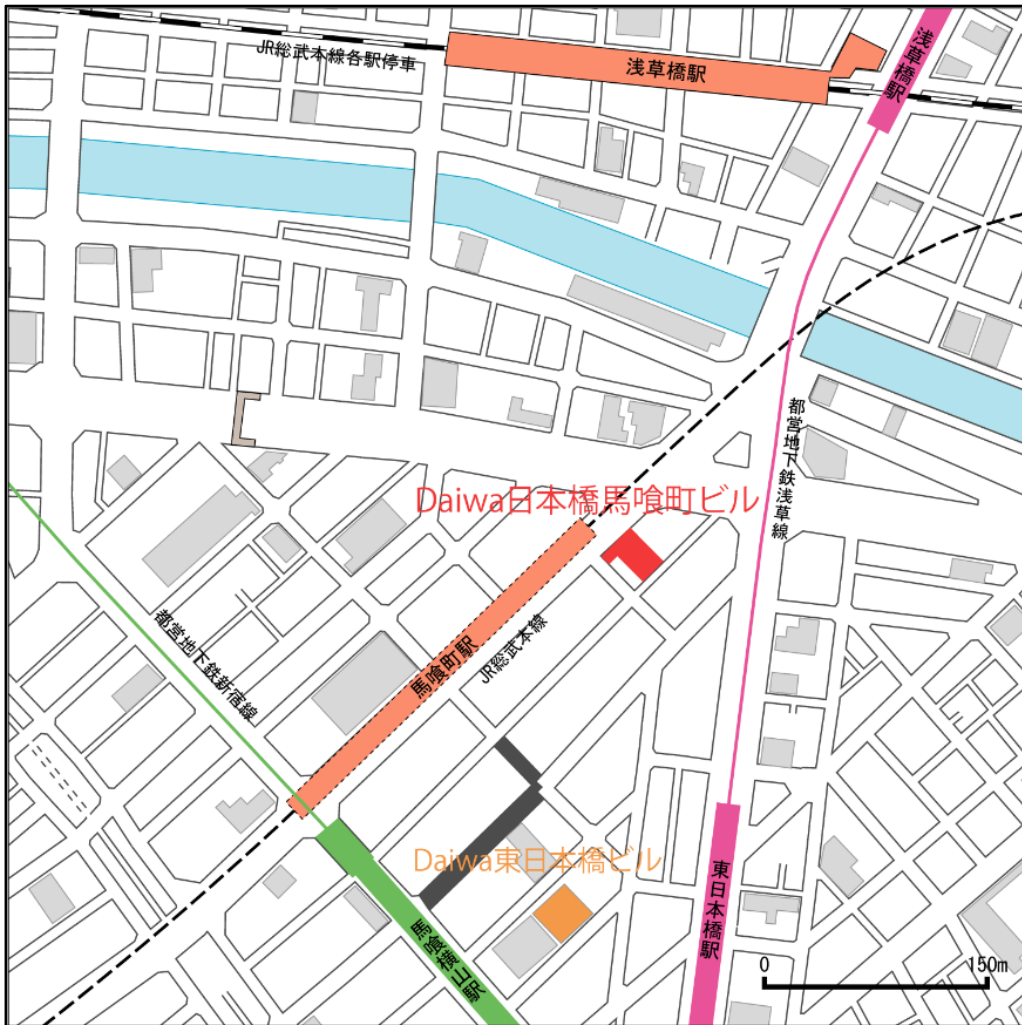 JR総武本線各駅停車
浅草橋駅
浅草橋駅
都営地下鉄浅草線
Daiwa日本橋馬喰町ビル
都営地下鉄新宿線
馬喰町駅
JR総武本線
Daiwa東日本橋ビル
東日本橋駅
馬喰横山駅
0
150m